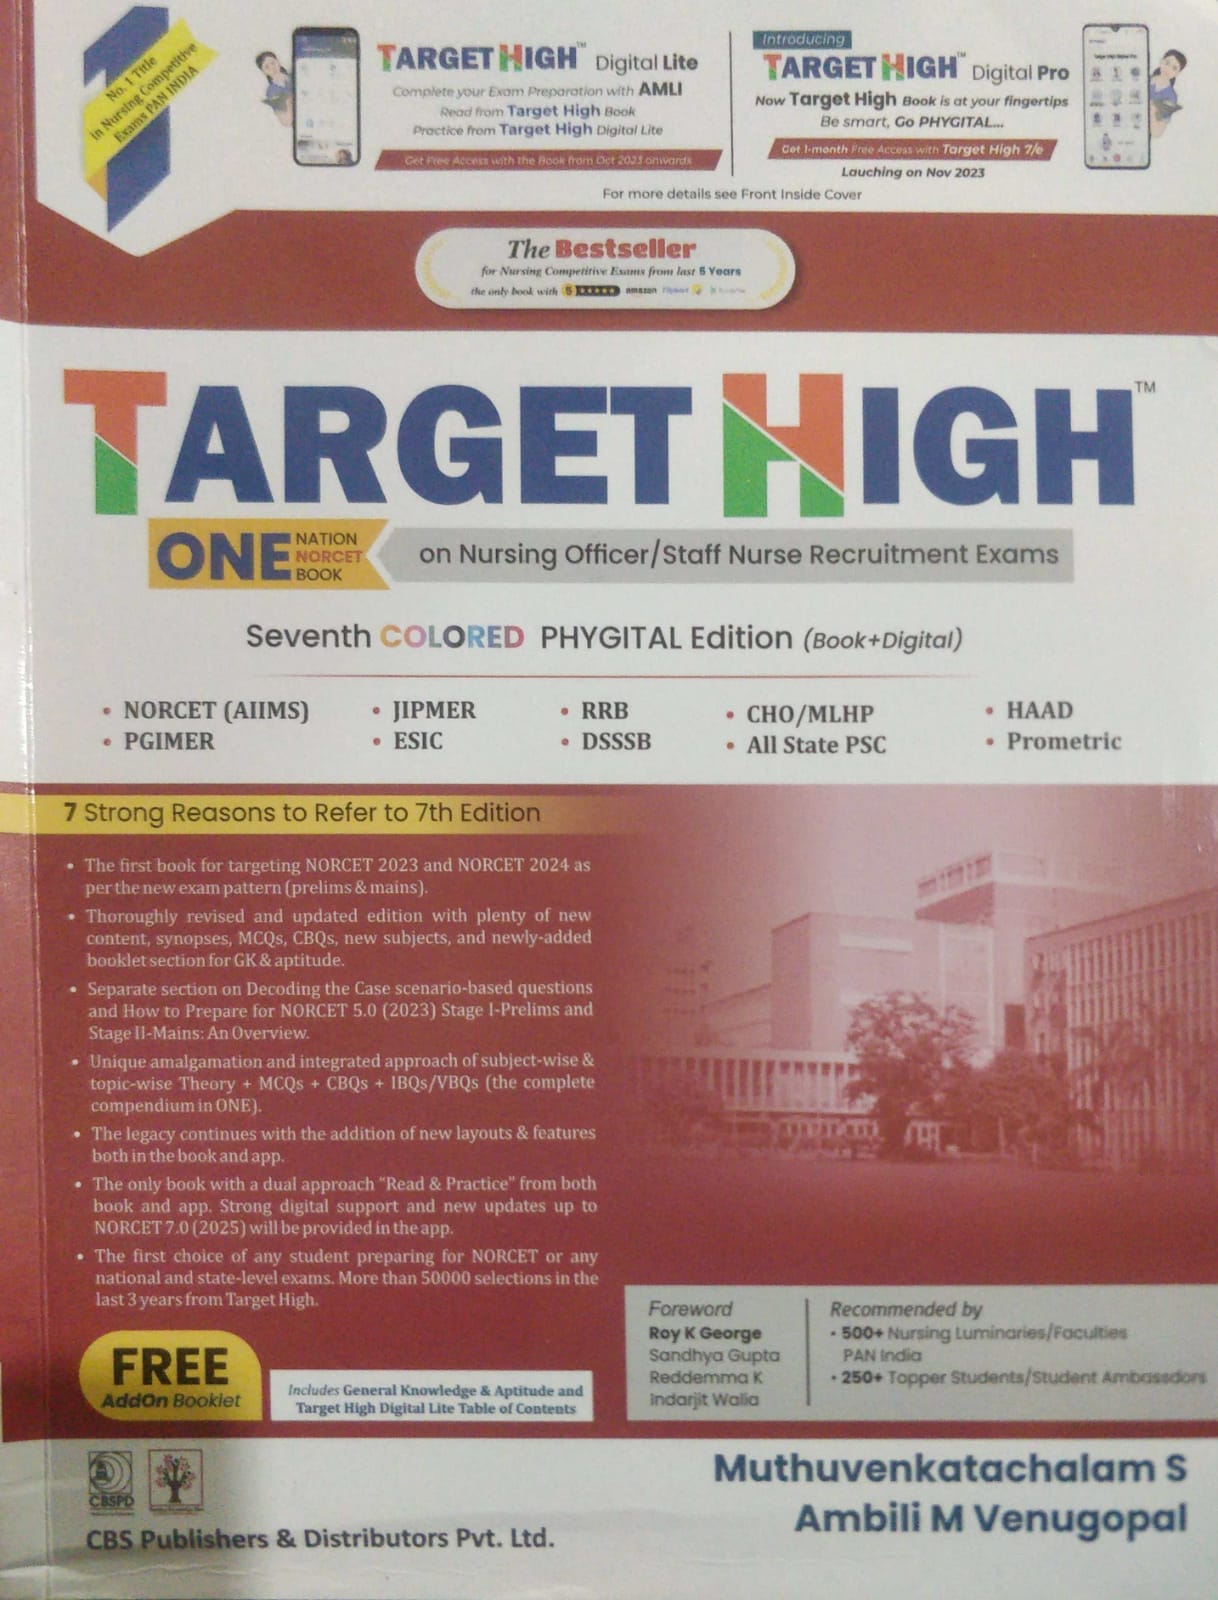 No. 1 Title
in Nursing Competitive
Exams PAN INDIA
TARGET HIGH™ Digital Lite
Complete your Exam Preparation with AMLI
Read from Target High Book
Practice from Target High Digital Lite
Get Free Access with the Book from Oct 2023 onwards
Introducing
TARGET HIGH™ Digital Pro
Now Target High Book is at your fingertips
Be smart, Go PHYGITAL...
Get 1-month Free Access with Target High 7/e
Lauching on Nov 2023
For more details see Front Inside Cover
The Bestseller
for Nursing Competitive Exams from last 5 Years
the only book with 5 amazon Flipkart
TARGET HIGH™
ONE NATION
NORCET
BOOK
on Nursing Officer/Staff Nurse Recruitment Exams
Seventh COLORED PHYGITAL Edition (Book+Digital)
• NORCET (AIIMS) • JIPMER • RRB • CHO/MLHP • HAAD
• PGIMER • ESIC • DSSSB • All State PSC • Prometric
7 Strong Reasons to Refer to 7th Edition
• The first book for targeting NORCET 2023 and NORCET 2024 as
per the new exam pattern (prelims & mains).
• Thoroughly revised and updated edition with plenty of new
content, synopses, MCQs, CBQs, new subjects, and newly-added
booklet section for GK & aptitude.
• Separate section on Decoding the Case scenario-based questions
and How to Prepare for NORCET 5.0 (2023) Stage I-Prelims and
Stage II-Mains: An Overview.
• Unique amalgamation and integrated approach of subject-wise &
topic-wise Theory + MCQs + CBQs + IBQs/VBQs (the complete
compendium in ONE).
• The legacy continues with the addition of new layouts & features
both in the book and app.
• The only book with a dual approach “Read & Practice” from both
book and app. Strong digital support and new updates up to
NORCET 7.0 (2025) will be provided in the app.
• The first choice of any student preparing for NORCET or any
national and state-level exams. More than 50000 selections in the
last 3 years from Target High.
FREE
AddOn Booklet
Includes General Knowledge & Aptitude and
Target High Digital Lite Table of Contents
Foreword
Roy K George
Sandhya Gupta
Reddemma K
Indarjit Walia
Recommended by
• 500+ Nursing Luminaries/Faculties
PAN India
• 250+ Topper Students/Student Ambassdors
CBSPD
CBS Publishers & Distributors Pvt. Ltd.
Muthuvenkatachalam S
Ambili M Venugopal